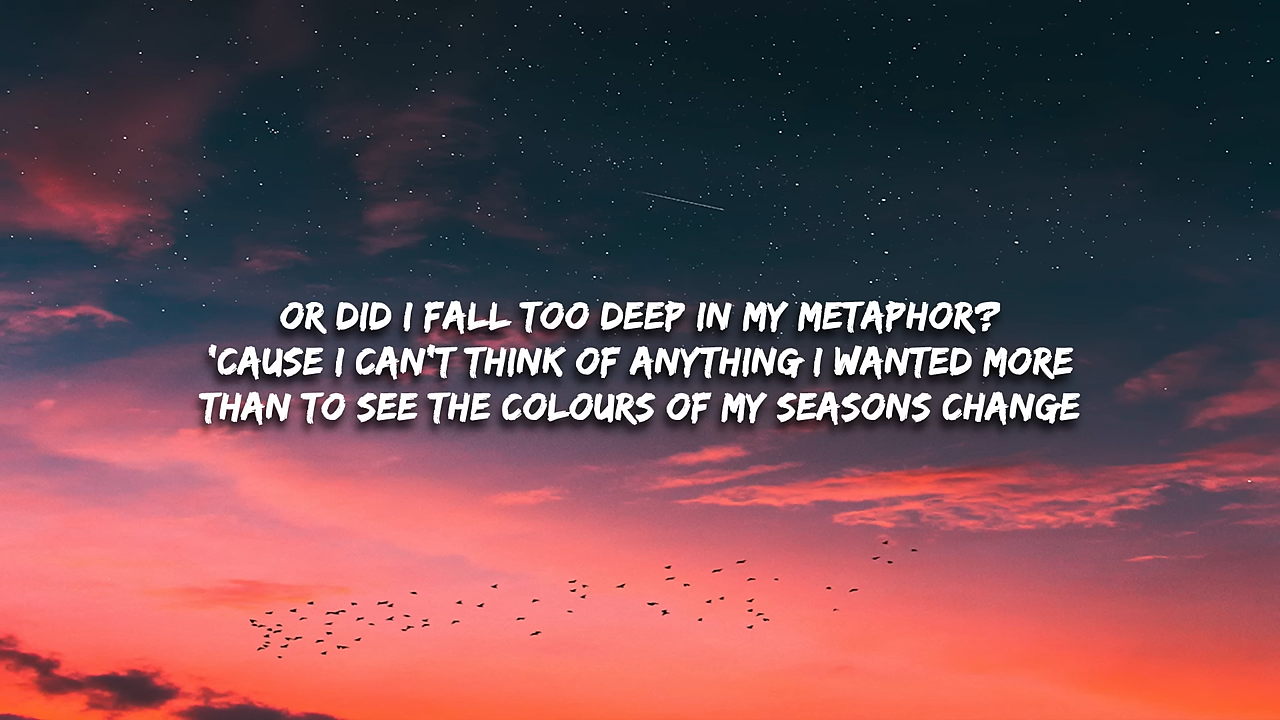 OR DID I FALL TOO DEEP IN MY METAPHOR?
'CAUSE I CAN'T THINK OF ANYTHING I WANTED MORE
THAN TO SEE THE COLOURS OF MY SEASONS CHANGE